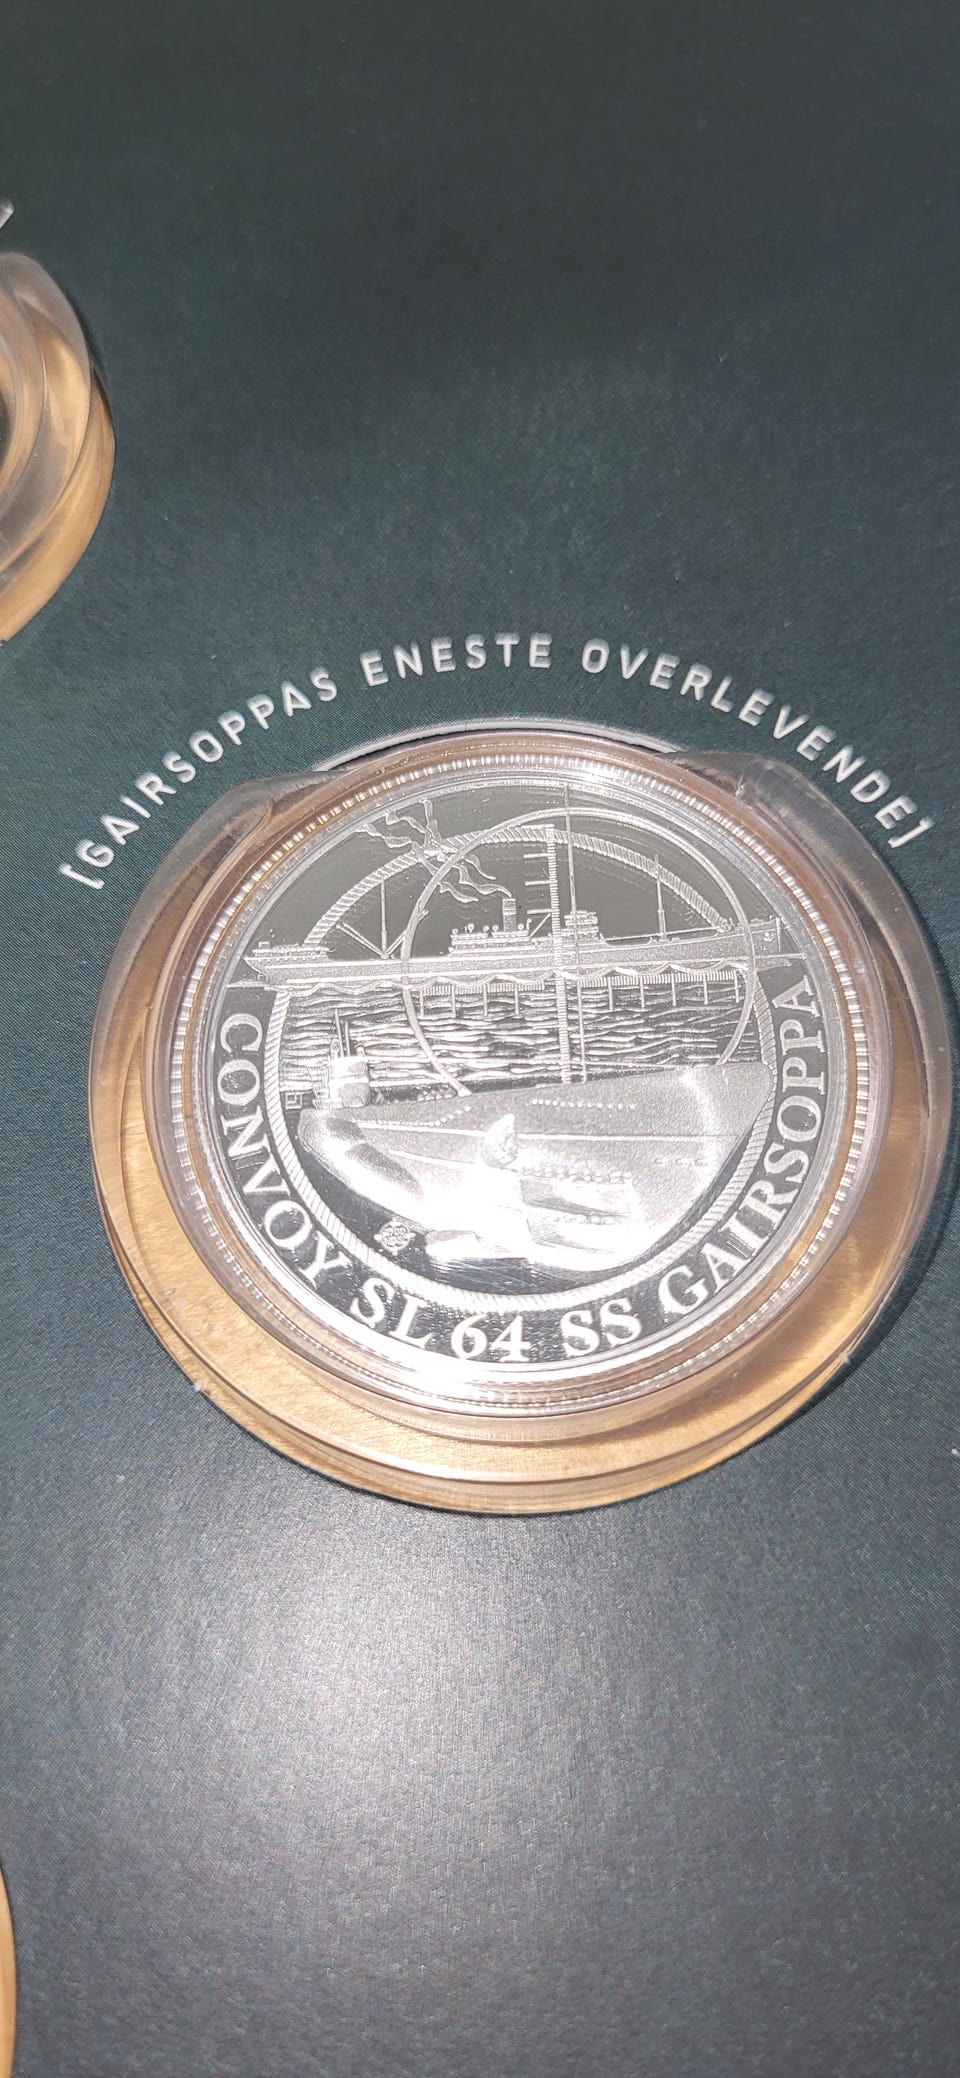 [GAIRSOPPAS ENESTE OVERLEVENDE]
CONVOY SL 64 SS GAIRSOPPA